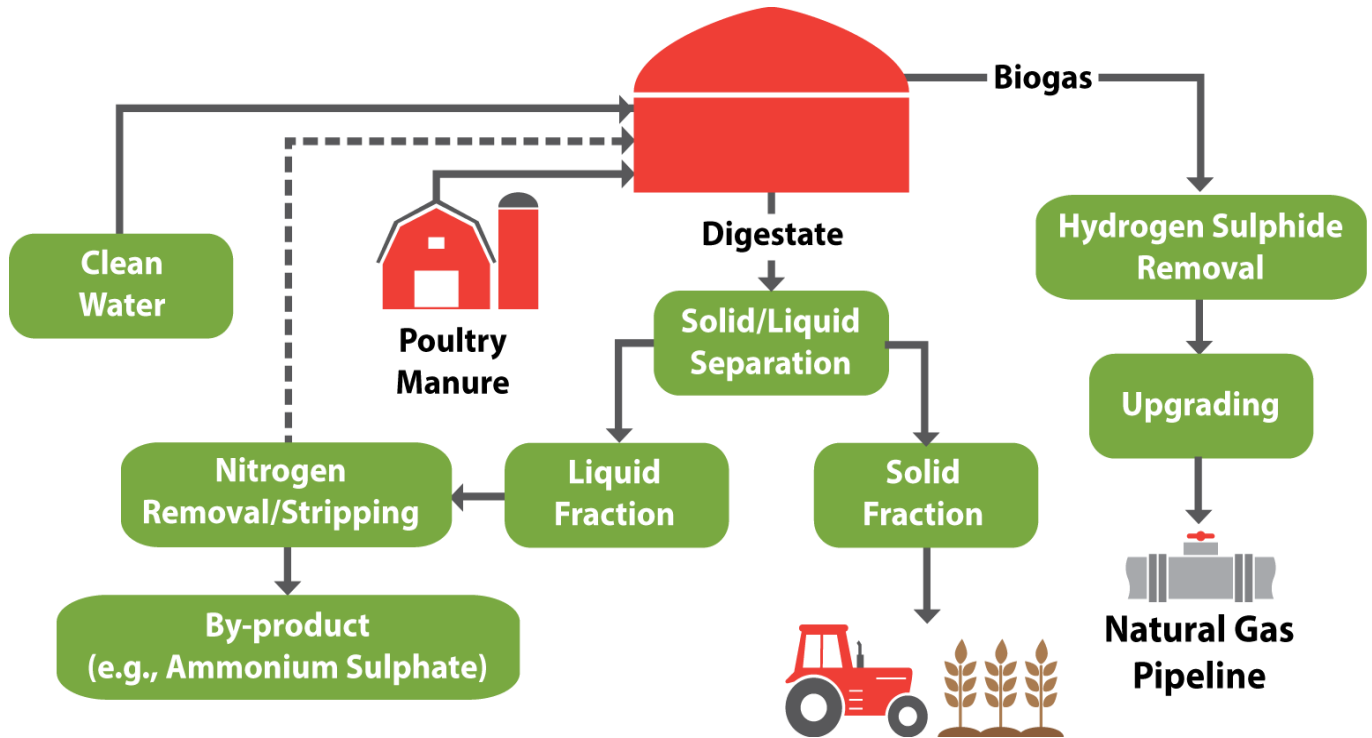 Biogas
Clean
Water
Poultry
Manure
Digestate
Hydrogen Sulphide
Removal
Solid/Liquid
Separation
Upgrading
Nitrogen
Removal/Stripping
Liquid
Fraction
Solid
Fraction
By-product
(e.g., Ammonium Sulphate)
Natural Gas
Pipeline